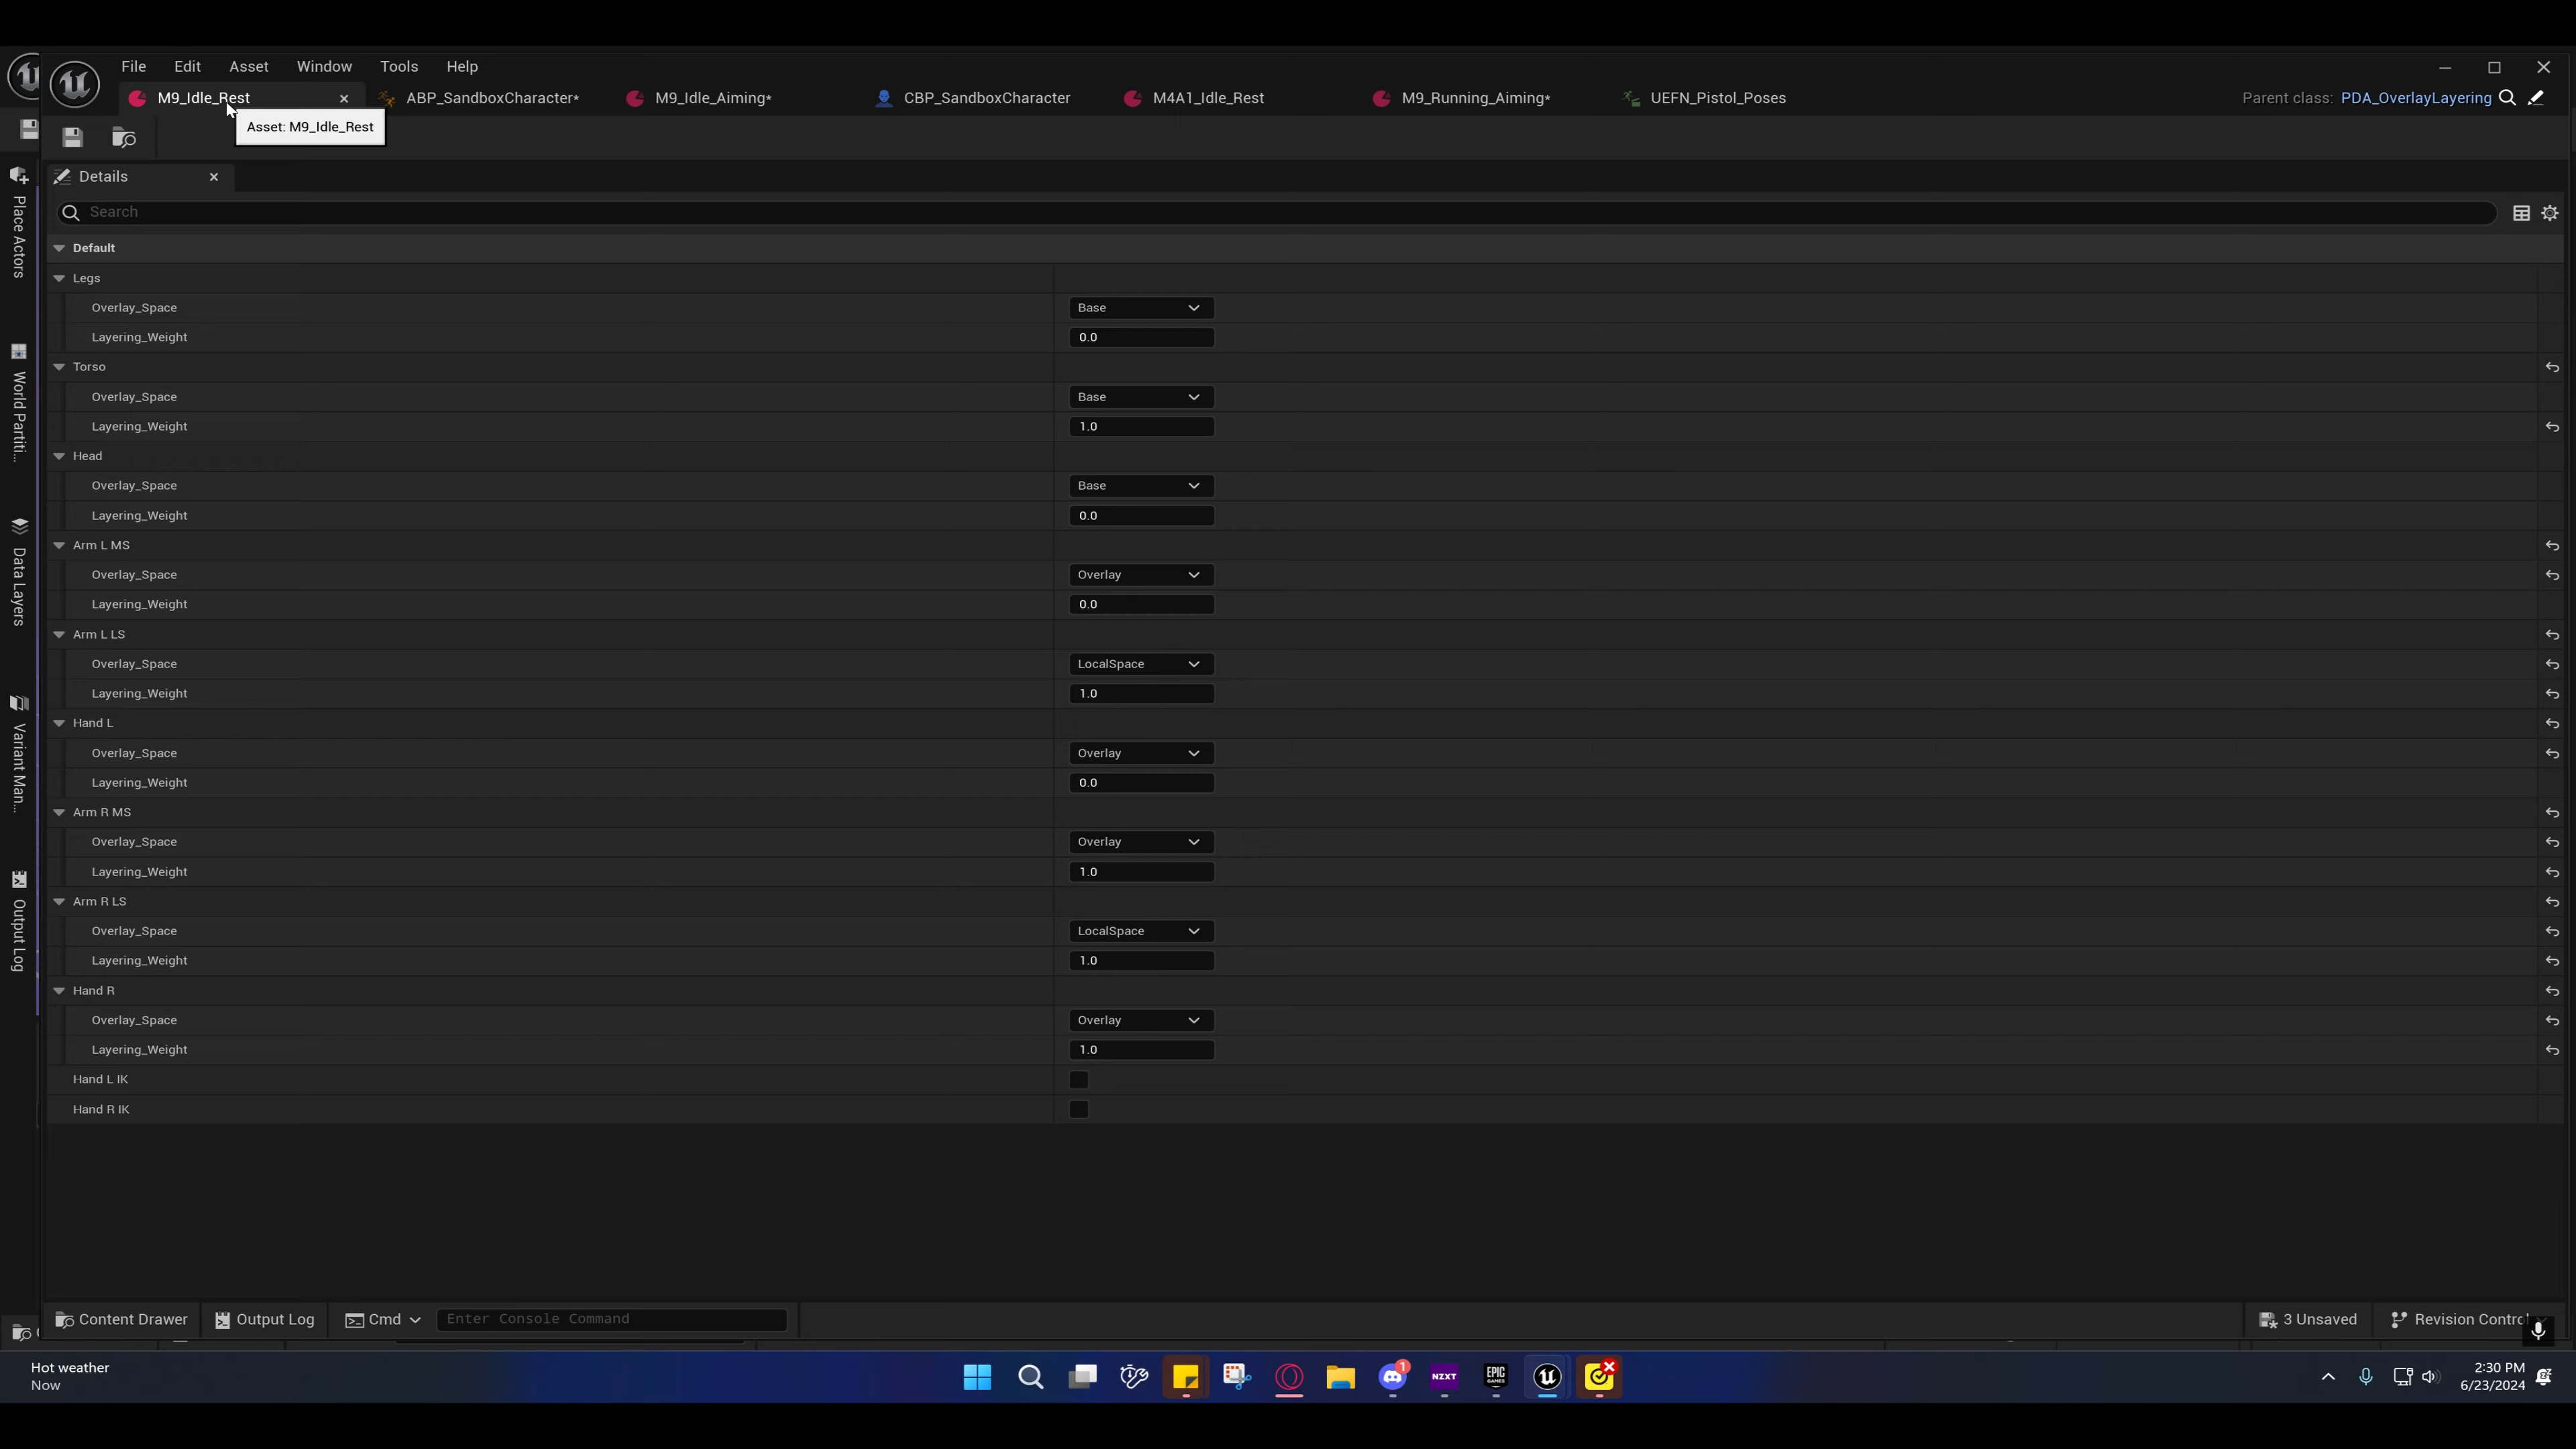 File Edit Asset Window Tools Help
M9_Idle_Rest ABP_SandboxCharacter* M9_Idle_Aiming* CBP_SandboxCharacter M4A1_Idle_Rest M9_Running_Aiming* UEFN_Pistol_Poses Parent class: PDA_OverlayLayering
Asset: M9_Idle_Rest
Details
Search
Default
Legs
Overlay_Space Base
Layering_Weight 0.0
Torso
Overlay_Space Base
Layering_Weight 1.0
Head
Overlay_Space Base
Layering_Weight 0.0
Arm L MS
Overlay_Space Overlay
Layering_Weight 0.0
Arm L LS
Overlay_Space LocalSpace
Layering_Weight 1.0
Hand L
Overlay_Space Overlay
Layering_Weight 0.0
Arm R MS
Overlay_Space Overlay
Layering_Weight 1.0
Arm R LS
Overlay_Space LocalSpace
Layering_Weight 1.0
Hand R
Overlay_Space Overlay
Layering_Weight 1.0
Hand L IK
Hand R IK
Place Actors
World Partiti...
Data Layers
Variant Man...
Output Log
Content Drawer Output Log Cmd Enter Console Command 3 Unsaved Revision Contro
Hot weather
Now
1
NZXT
EPIC
GAMES
2:30 PM
6/23/2024